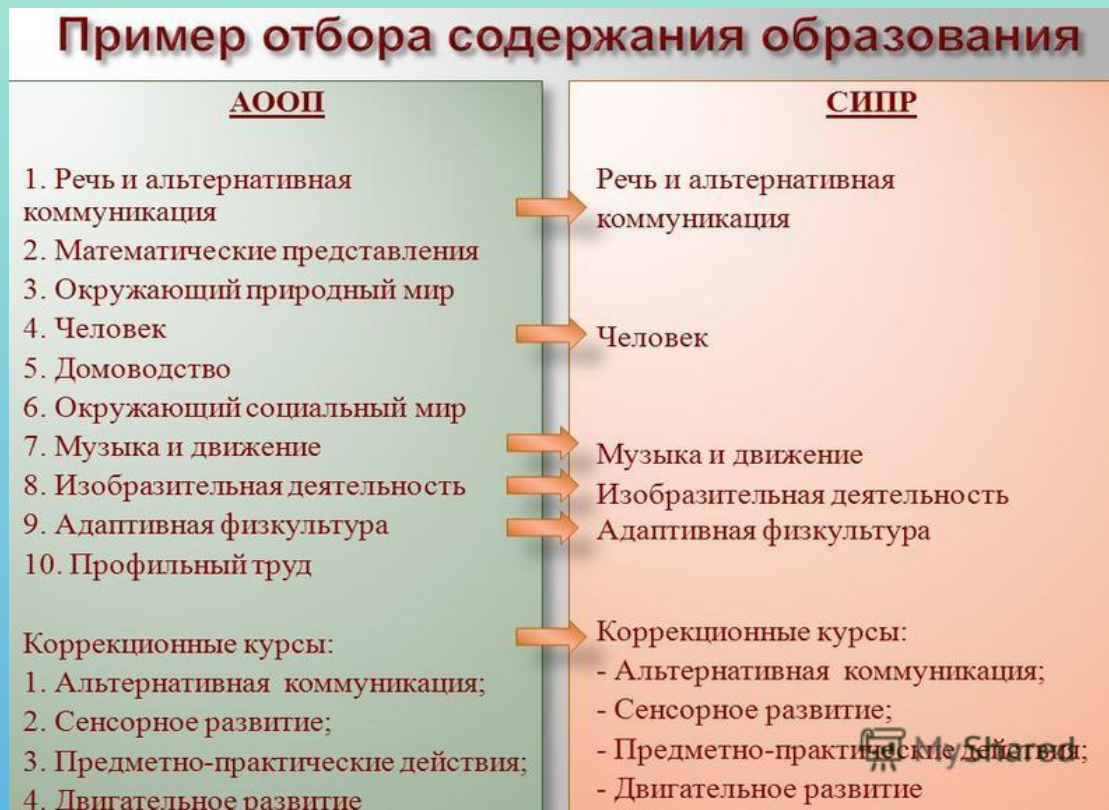 Пример отбора содержания образования
АООП
1. Речь и альтернативная
коммуникация
2. Математические представления
3. Окружающий природный мир
4. Человек
5. Домоводство
6. Окружающий социальный мир
7. Музыка и движение
8. Изобразительная деятельность
9. Адаптивная физкультура
10. Профильный труд
Коррекционные курсы:
1. Альтернативная коммуникация;
2. Сенсорное развитие;
3. Предметно-практические действия;
4. Двигательное развитие
СИПР
Речь и альтернативная
коммуникация
Человек
Музыка и движение
Изобразительная деятельность
Адаптивная физкультура
Коррекционные курсы:
- Альтернативная коммуникация;
- Сенсорное развитие;
- Предметно-практические действия;
- Двигательное развитие
MyShared